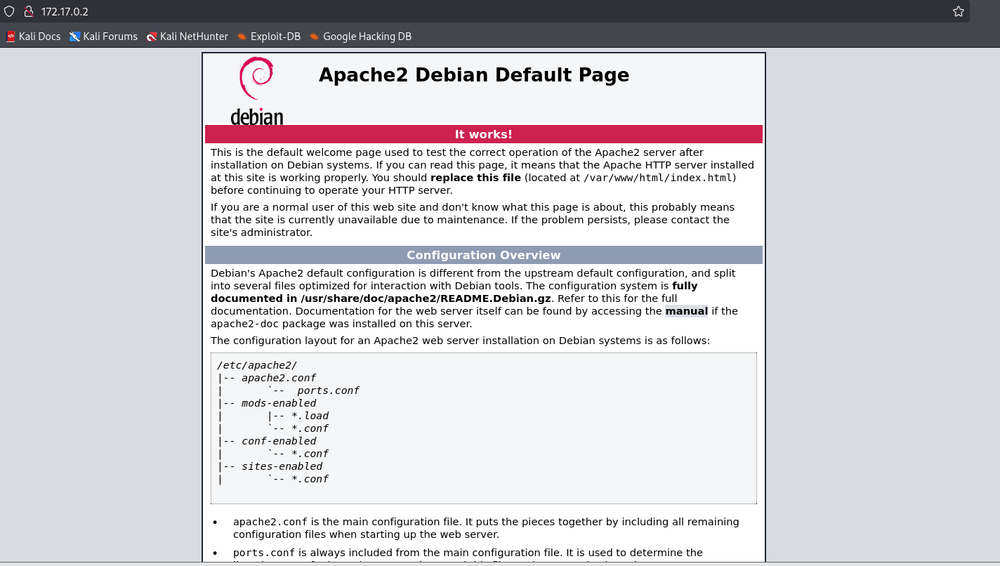 172.17.0.2
Kali Docs Kali Forums Kali NetHunter Exploit-DB Google Hacking DB
Apache2 Debian Default Page
debian
It works!
This is the default welcome page used to test the correct operation of the Apache2 server after
installation on Debian systems. If you can read this page, it means that the Apache HTTP server installed
at this site is working properly. You should replace this file (located at /var/www/html/index.html)
before continuing to operate your HTTP server.
If you are a normal user of this web site and don't know what this page is about, this probably means
that the site is currently unavailable due to maintenance. If the problem persists, please contact the
site's administrator.
Configuration Overview
Debian's Apache2 default configuration is different from the upstream default configuration, and split
into several files optimized for interaction with Debian tools. The configuration system is fully
documented in /usr/share/doc/apache2/README.Debian.gz. Refer to this for the full
documentation. Documentation for the web server itself can be found by accessing the manual if the
apache2-doc package was installed on this server.
The configuration layout for an Apache2 web server installation on Debian systems is as follows:
/etc/apache2/
|-- apache2.conf
|       `--  ports.conf
|-- mods-enabled
|       |-- *.load
|       `-- *.conf
|-- conf-enabled
|       `-- *.conf
|-- sites-enabled
|       `-- *.conf
• apache2.conf is the main configuration file. It puts the pieces together by including all remaining
configuration files when starting up the web server.
• ports.conf is always included from the main configuration file. It is used to determine the